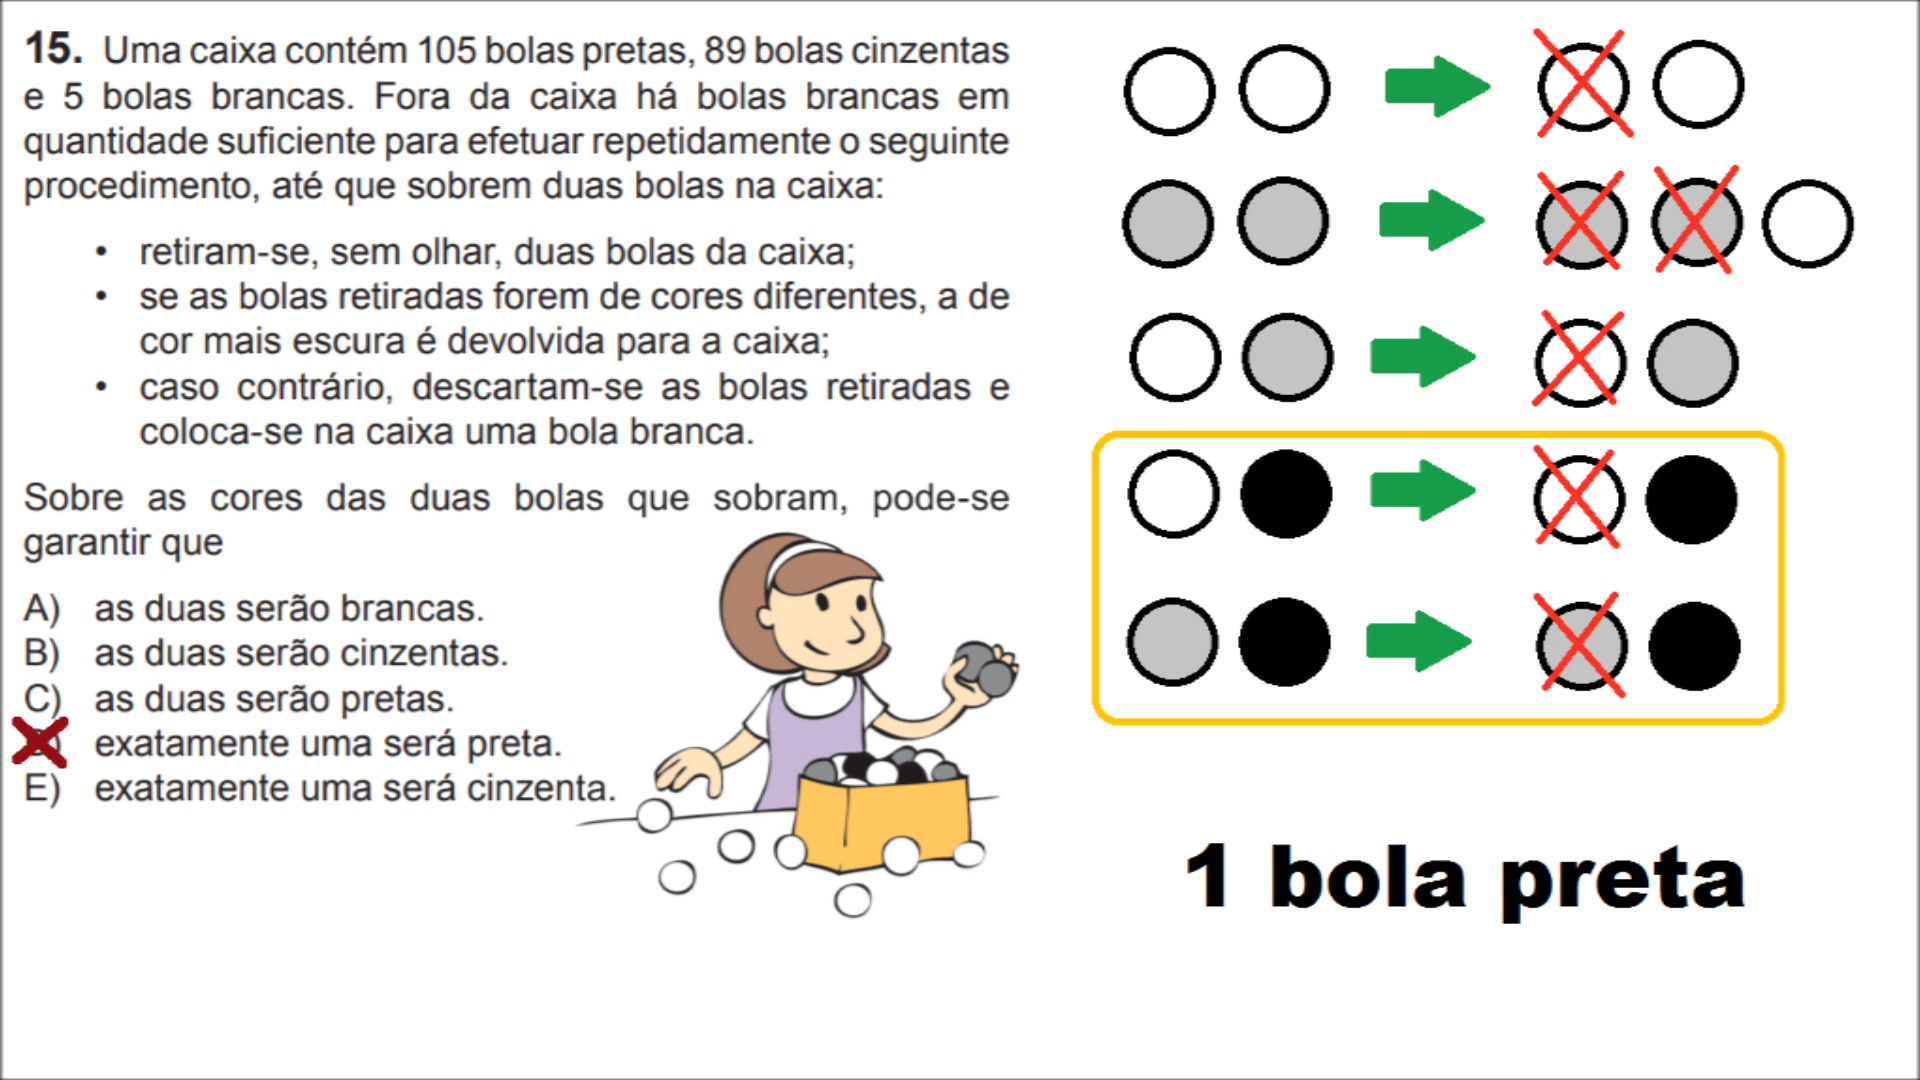 15. Uma caixa contém 105 bolas pretas, 89 bolas cinzentas
e 5 bolas brancas. Fora da caixa há bolas brancas em
quantidade suficiente para efetuar repetidamente o seguinte
procedimento, até que sobrem duas bolas na caixa:
• retiram-se, sem olhar, duas bolas da caixa;
• se as bolas retiradas forem de cores diferentes, a de
cor mais escura é devolvida para a caixa;
• caso contrário, descartam-se as bolas retiradas e
coloca-se na caixa uma bola branca.
Sobre as cores das duas bolas que sobram, pode-se
garantir que
A) as duas serão brancas.
B) as duas serão cinzentas.
C) as duas serão pretas.
exatamente uma será preta.
E) exatamente uma será cinzenta.
1 bola preta